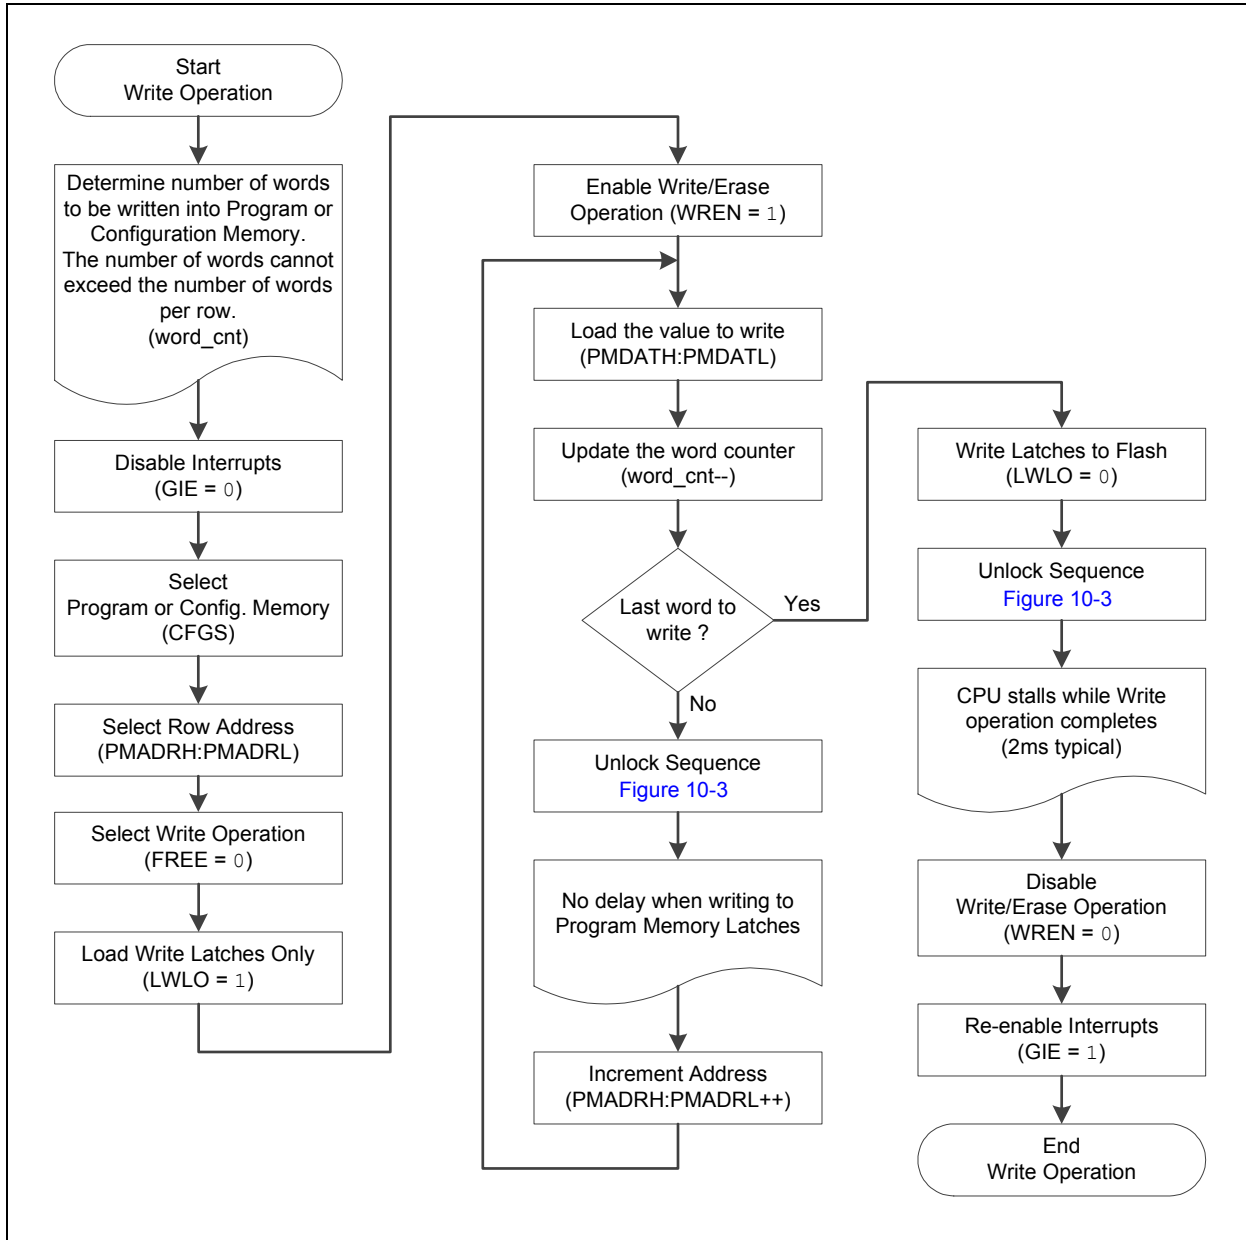 Start
Write Operation
Determine number of words
to be written into Program or
Configuration Memory.
The number of words cannot
exceed the number of words
per row.
(word_cnt)
Disable Interrupts
(GIE = 0)
Select
Program or Config. Memory
(CFGS)
Select Row Address
(PMADRH:PMADRL)
Select Write Operation
(FREE = 0)
Load Write Latches Only
(LWLO = 1)
Enable Write/Erase
Operation (WREN = 1)
Load the value to write
(PMDATH:PMDATL)
Update the word counter
(word_cnt--)
Last word to
write ?
Yes
No
Unlock Sequence
Figure 10-3
No delay when writing to
Program Memory Latches
Increment Address
(PMADRH:PMADRL++)
Write Latches to Flash
(LWLO = 0)
Unlock Sequence
Figure 10-3
CPU stalls while Write
operation completes
(2ms typical)
Disable
Write/Erase Operation
(WREN = 0)
Re-enable Interrupts
(GIE = 1)
End
Write Operation